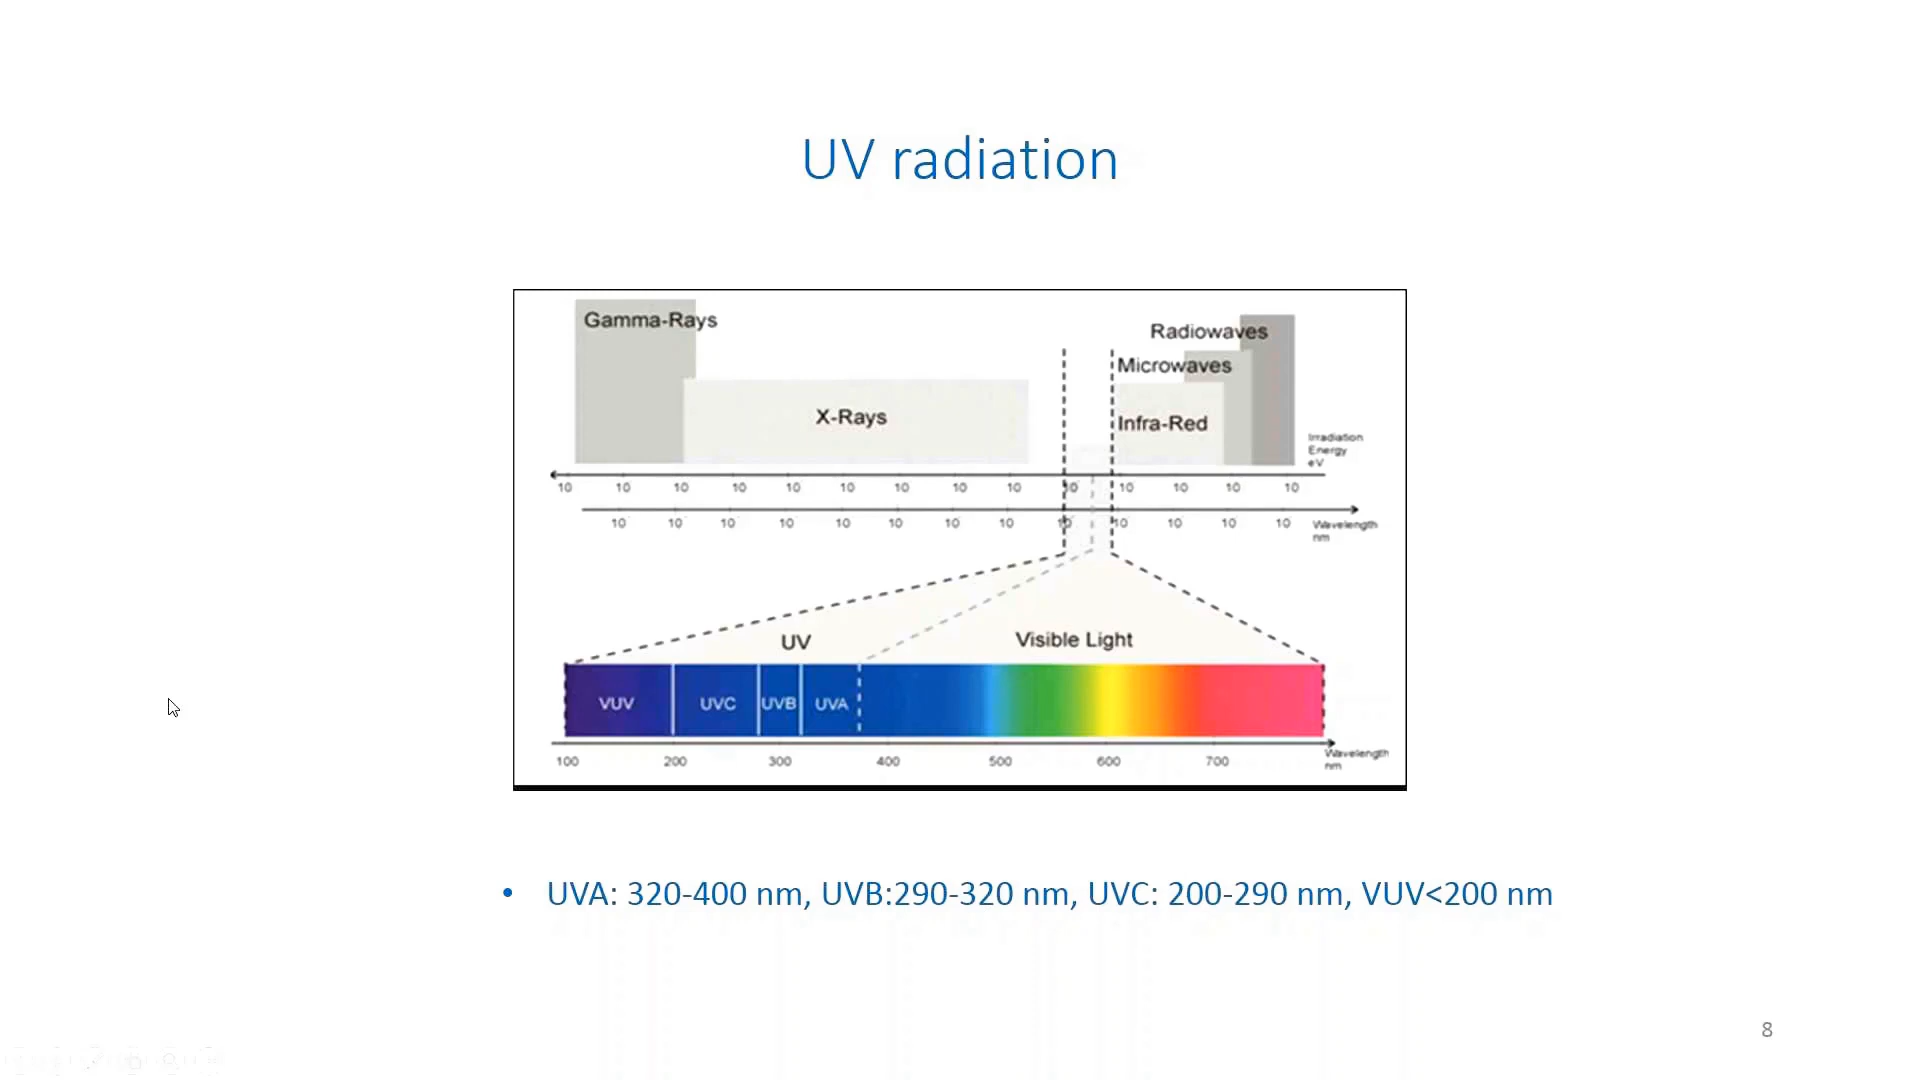 UV radiation
Gamma-Rays
Radiowaves
Microwaves
X-Rays
Infra-Red
Irradiation
Energy
eV
10 10 10 10 10 10 10 10 10 10 10 10 10 10
10 10 10 10 10 10 10 10 10 10 10 10 10
Wavelength
nm
UV
Visible Light
VUV UVC UVB UVA
100 200 300 400 500 600 700
Wavelength
nm
• UVA: 320-400 nm, UVB:290-320 nm, UVC: 200-290 nm, VUV<200 nm
8